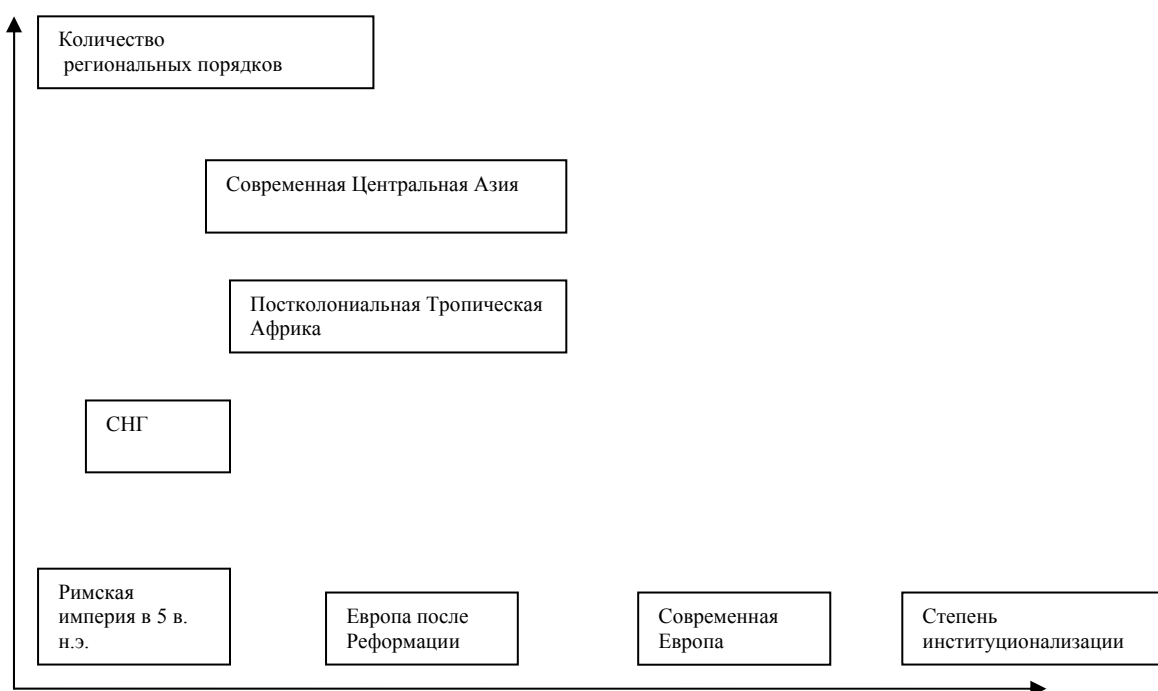 Количество
региональных порядков
Современная Центральная Азия
Постколониальная Тропическая
Африка
СНГ
Римская
империя в 5 в.
н.э.
Европа после
Реформации
Современная
Европа
Степень
институционализации